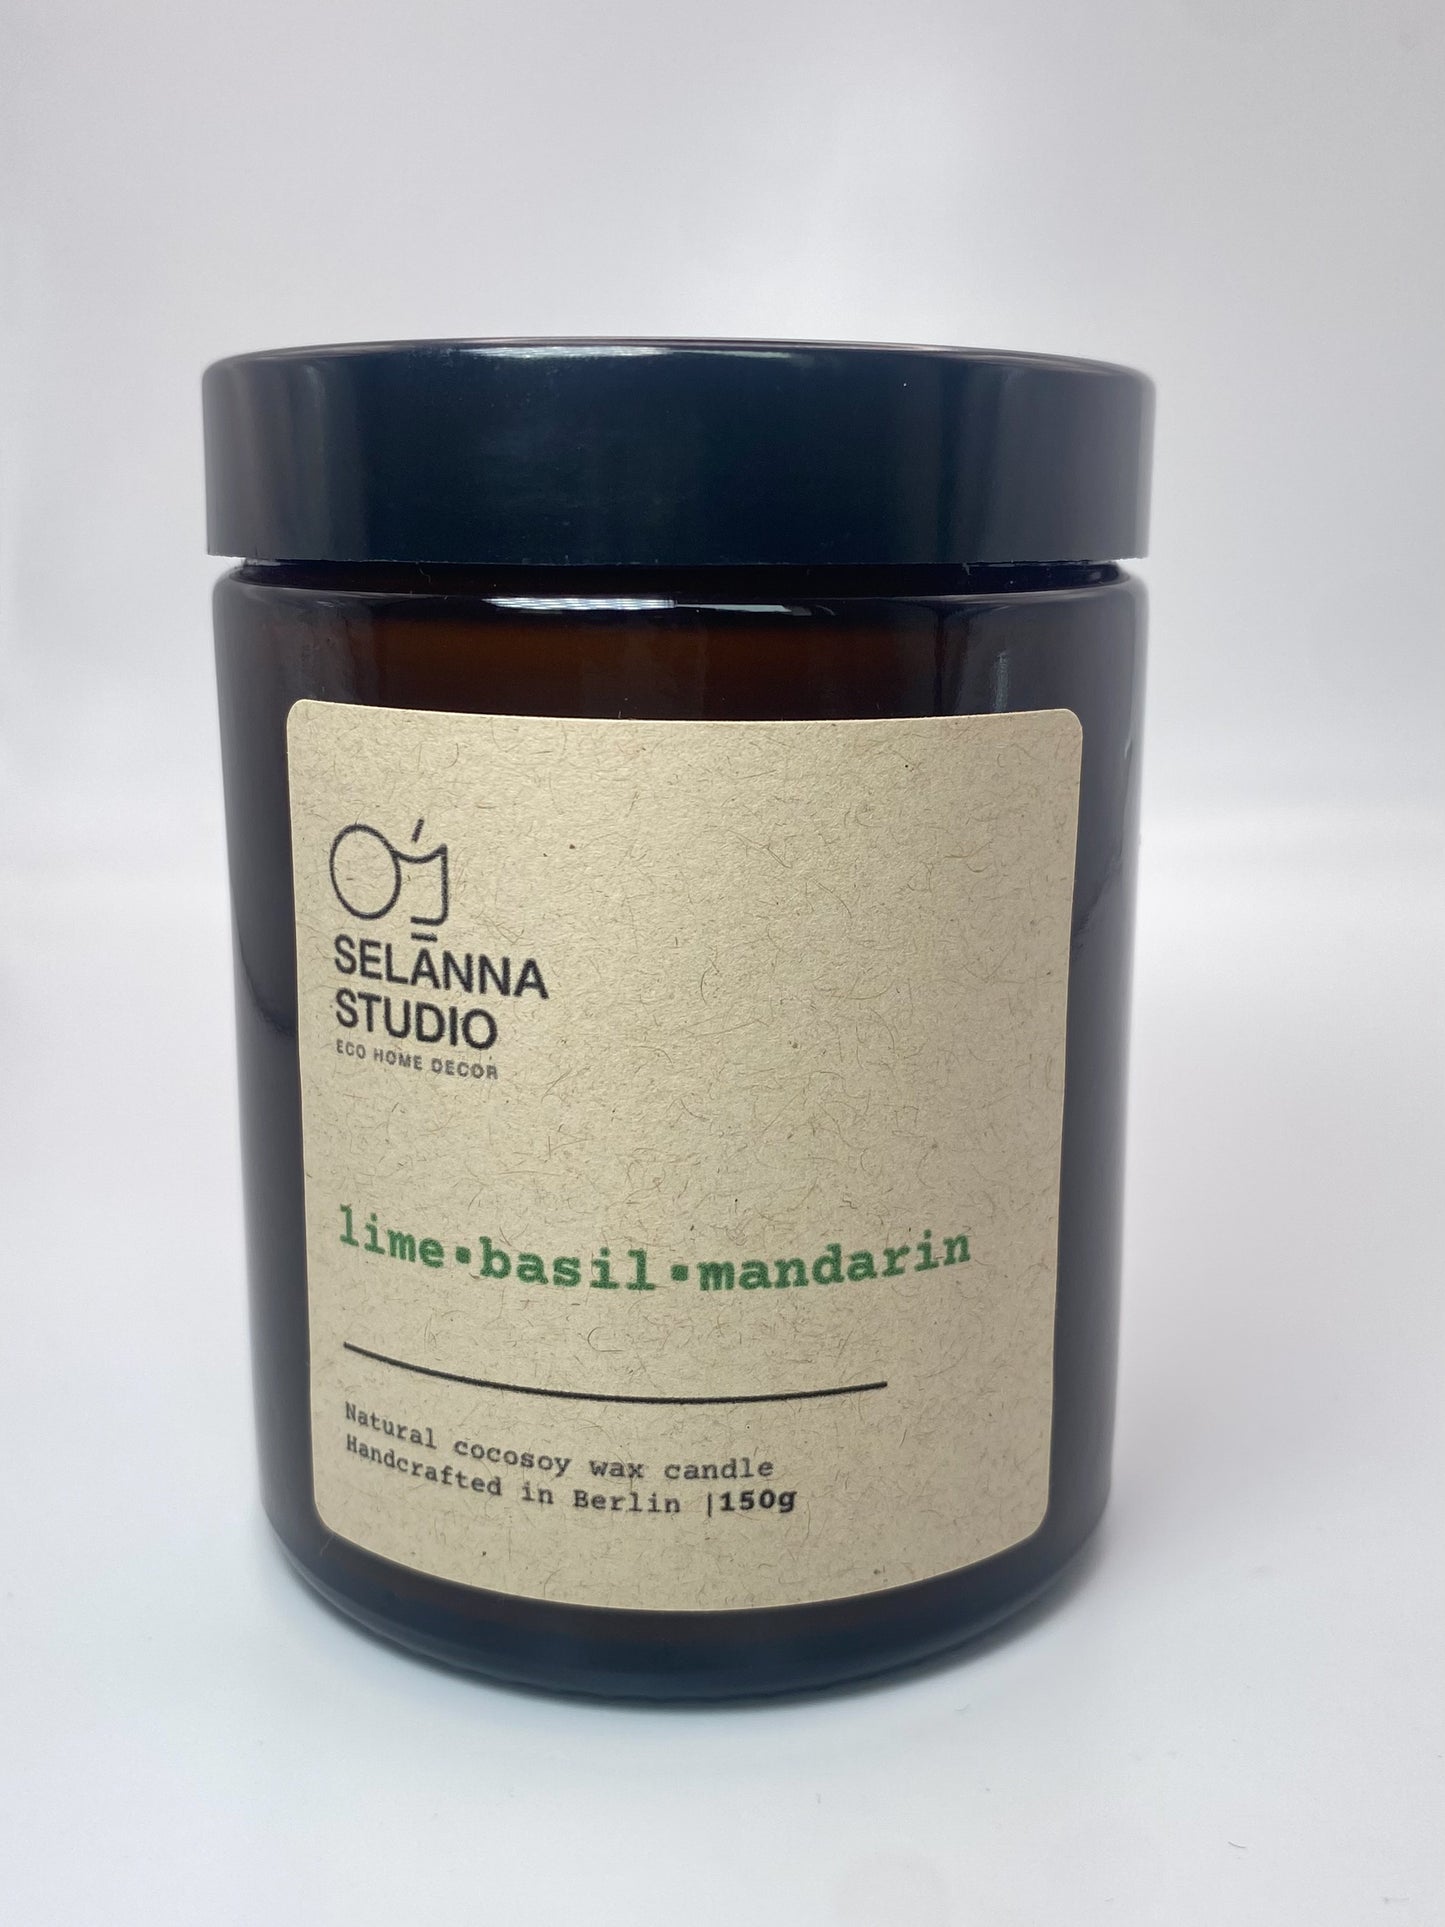 SELĀNNA
STUDIO
ECO HOME DECOR
lime▪basil▪mandarin
Natural cocosoy wax candle
Handcrafted in Berlin |150g